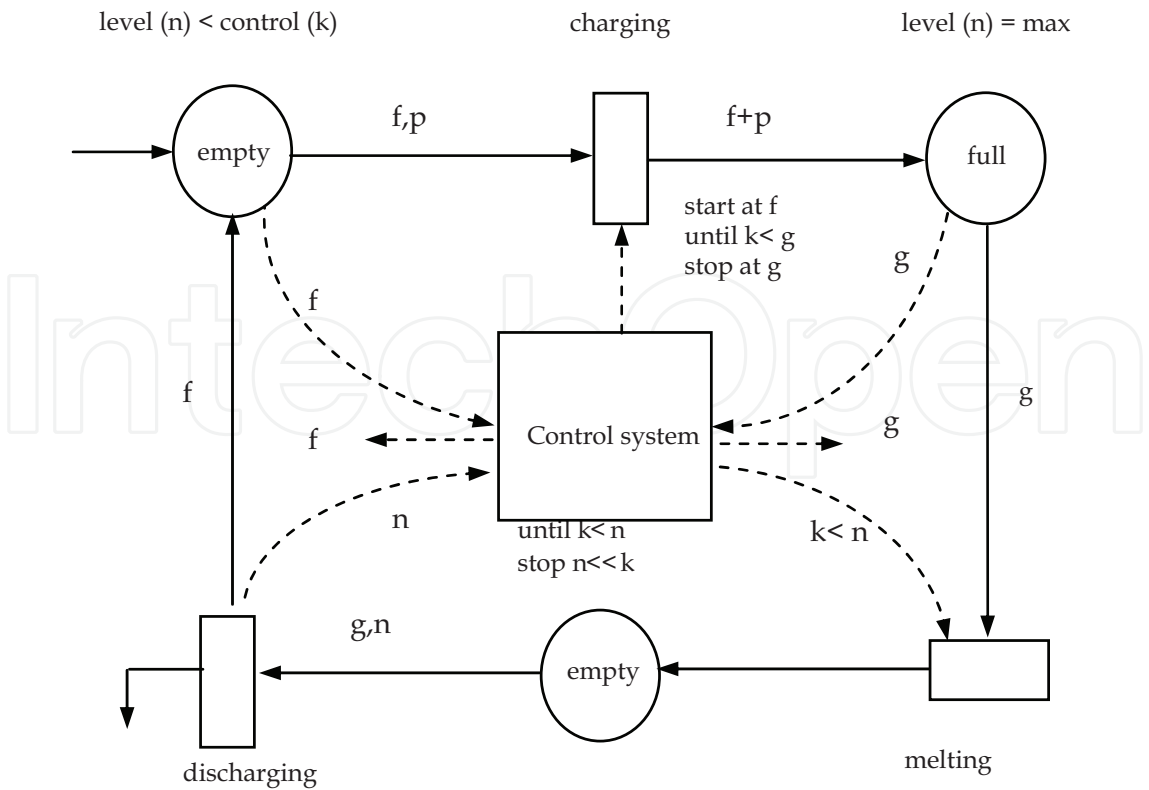 level (n) < control (k)
charging
level (n) = max
empty
f,p
f+p
full
start at f
until k< g
stop at g
f
g
f
g
Control system
f
g
n
k< n
until k< n
stop n<<k
g,n
empty
discharging
melting
IntechOpen